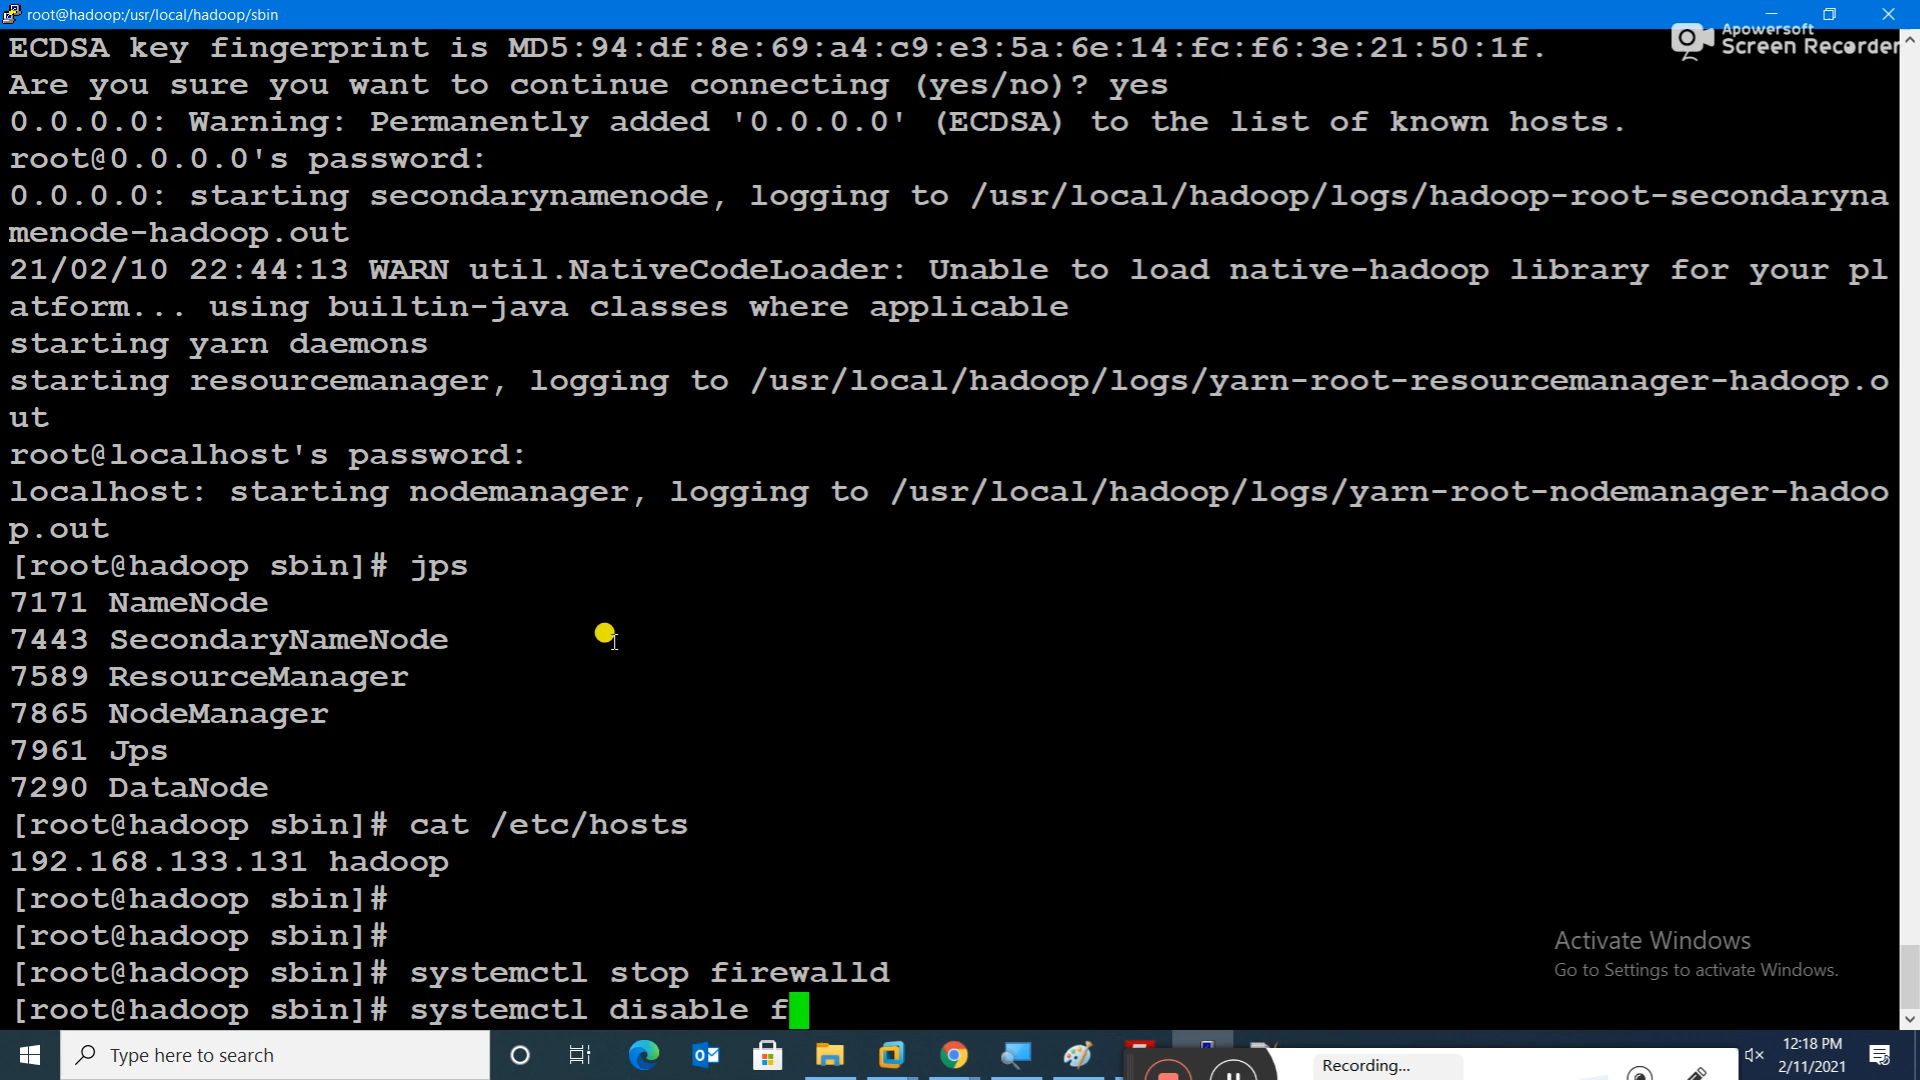 root@hadoop:/usr/local/hadoop/sbin
Apowersoft
Screen Recorder
ECDSA key fingerprint is MD5:94:df:8e:69:a4:c9:e3:5a:6e:14:fc:f6:3e:21:50:1f.
Are you sure you want to continue connecting (yes/no)? yes
0.0.0.0: Warning: Permanently added '0.0.0.0' (ECDSA) to the list of known hosts.
root@0.0.0.0's password:
0.0.0.0: starting secondarynamenode, logging to /usr/local/hadoop/logs/hadoop-root-secondaryna
menode-hadoop.out
21/02/10 22:44:13 WARN util.NativeCodeLoader: Unable to load native-hadoop library for your pl
atform... using builtin-java classes where applicable
starting yarn daemons
starting resourcemanager, logging to /usr/local/hadoop/logs/yarn-root-resourcemanager-hadoop.o
ut
root@localhost's password:
localhost: starting nodemanager, logging to /usr/local/hadoop/logs/yarn-root-nodemanager-hadoo
p.out
[root@hadoop sbin]# jps
7171 NameNode
7443 SecondaryNameNode
7589 ResourceManager
7865 NodeManager
7961 Jps
7290 DataNode
[root@hadoop sbin]# cat /etc/hosts
192.168.133.131 hadoop
[root@hadoop sbin]#
[root@hadoop sbin]#
[root@hadoop sbin]# systemctl stop firewalld
[root@hadoop sbin]# systemctl disable f
Activate Windows
Go to Settings to activate Windows.
Type here to search
Recording...
12:18 PM
2/11/2021